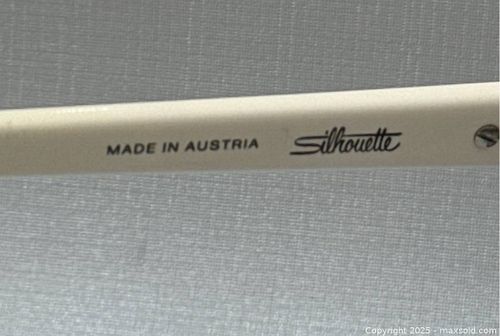 MADE IN AUSTRIA Silhouette
Copyright 2025 - maxsold.com